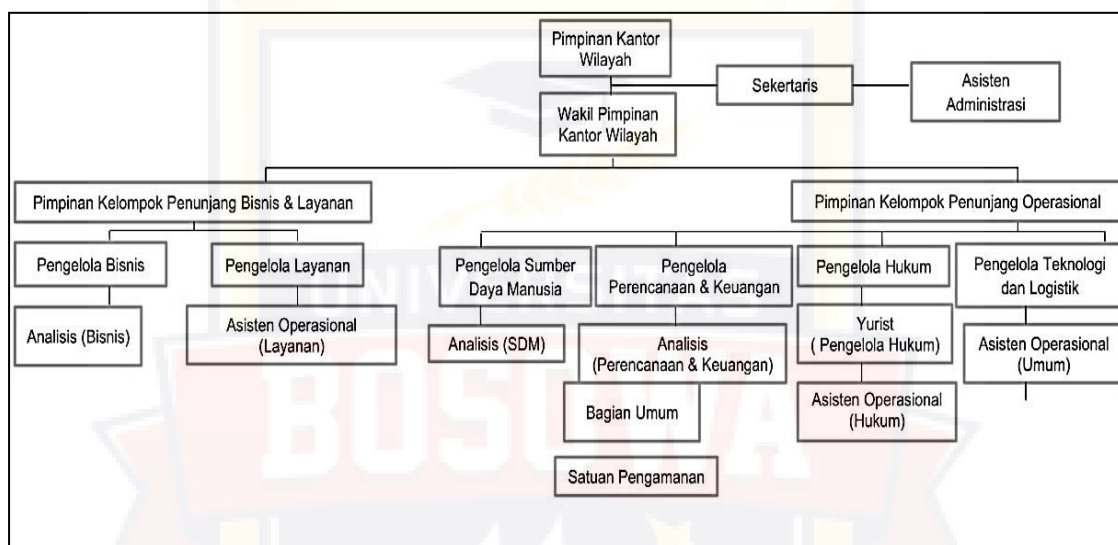 Pimpinan Kantor
Wilayah
Sekertaris
Asisten
Administrasi
Wakil Pimpinan
Kantor Wilayah
Pimpinan Kelompok Penunjang Bisnis & Layanan
Pimpinan Kelompok Penunjang Operasional
Pengelola Bisnis
Pengelola Layanan
Pengelola Sumber
Daya Manusia
Pengelola
Perencanaan & Keuangan
Pengelola Hukum
Pengelola Teknologi
dan Logistik
Analisis (Bisnis)
Asisten Operasional
(Layanan)
Analisis (SDM)
Analisis
(Perencanaan & Keuangan)
Yurist
( Pengelola Hukum)
Asisten Operasional
(Umum)
Bagian Umum
Asisten Operasional
(Hukum)
Satuan Pengamanan
UNIVERSITAS
BOSOWA